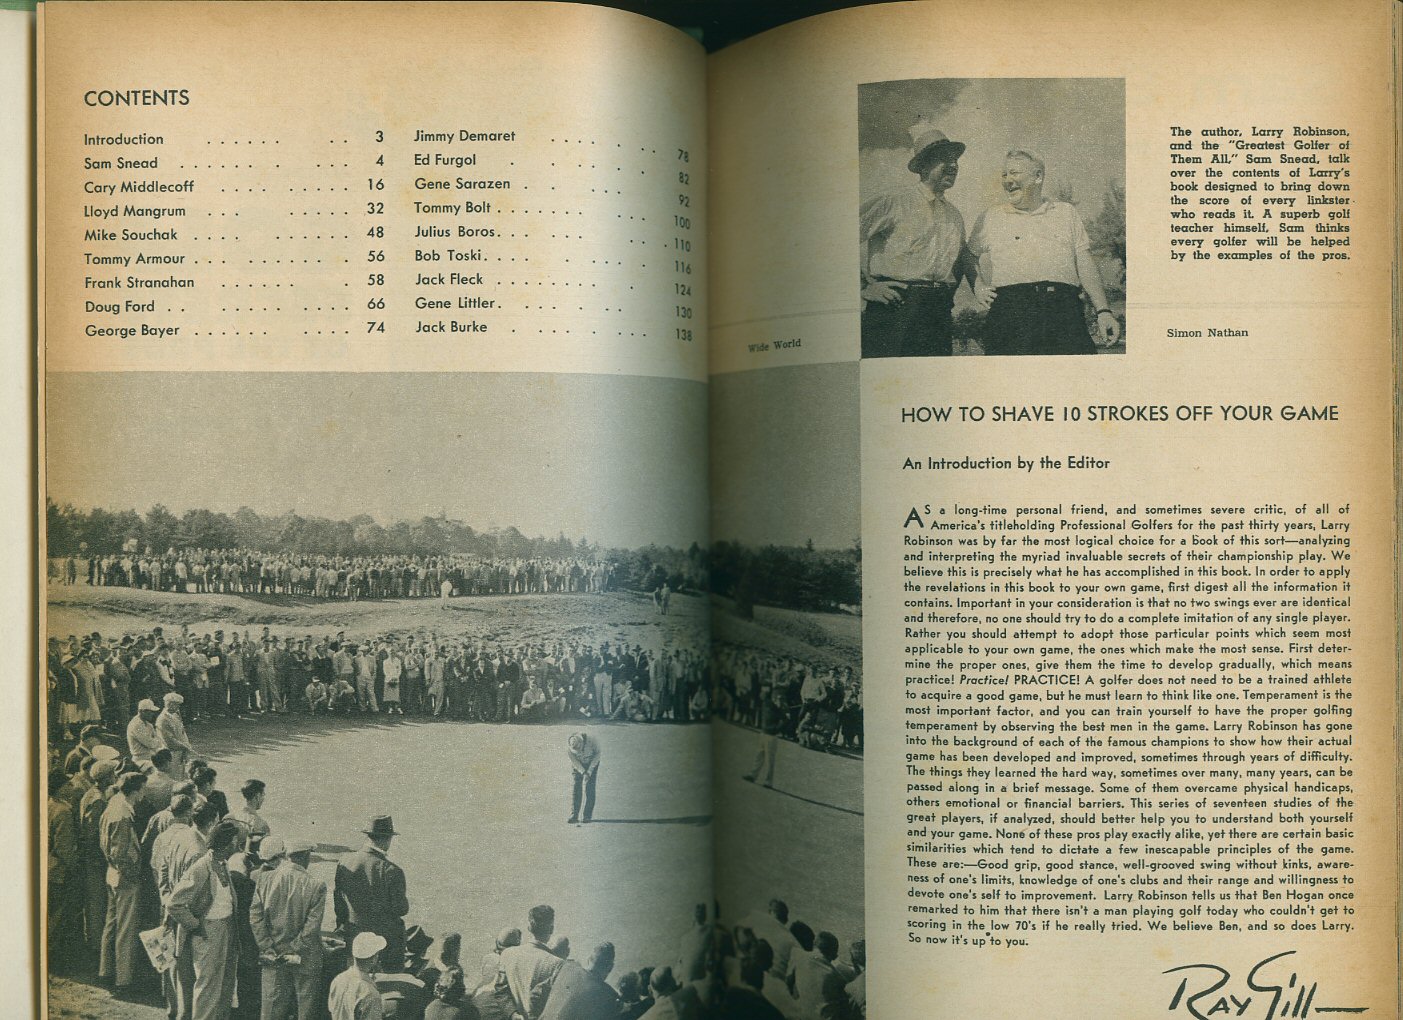 CONTENTS
Introduction . . . . . . . . 3
Sam Snead . . . . . . . . . . 4
Cary Middlecoff . . . . . . . . . 16
Lloyd Mangrum . . . . . . . . 32
Mike Souchak . . . . . . . . . . 48
Tommy Armour . . . . . . . . . 56
Frank Stranahan . . . . . . . . 58
Doug Ford . . . . . . . . . . . 66
George Bayer . . . . . . . . . . 74
Jimmy Demaret . . . . . . . . 78
Ed Furgol . . . . . . 82
Gene Sarazen . . . . . . . 92
Tommy Bolt . . . . . . . . . . 100
Julius Boros . . . . . . . . 110
Bob Toski . . . . . . . . . . 116
Jack Fleck . . . . . . . . . 124
Gene Littler . . . . . . . . 130
Jack Burke . . . . . . . . 138
Wide World
The author, Larry Robinson,
and the "Greatest Golfer of
Them All," Sam Snead, talk
over the contents of Larry's
book designed to bring down
the score of every linkster
who reads it. A superb golf
teacher himself, Sam thinks
every golfer will be helped
by the examples of the pros.
Simon Nathan
HOW TO SHAVE 10 STROKES OFF YOUR GAME
An Introduction by the Editor
AS a long-time personal friend, and sometimes severe critic, of all of
America's titleholding Professional Golfers for the past thirty years, Larry
Robinson was by far the most logical choice for a book of this sort—analyzing
and interpreting the myriad invaluable secrets of their championship play. We
believe this is precisely what he has accomplished in this book. In order to apply
the revelations in this book to your own game, first digest all the information it
contains. Important in your consideration is that no two swings ever are identical
and therefore, no one should try to do a complete imitation of any single player.
Rather you should attempt to adopt those particular points which seem most
applicable to your own game, the ones which make the most sense. First deter-
mine the proper ones, give them the time to develop gradually, which means
practice! Practice! PRACTICE! A golfer does not need to be a trained athlete
to acquire a good game, but he must learn to think like one. Temperament is the
most important factor, and you can train yourself to have the proper golfing
temperament by observing the best men in the game. Larry Robinson has gone
into the background of each of the famous champions to show how their actual
game has been developed and improved, sometimes through years of difficulty.
The things they learned the hard way, sometimes over many, many years, can be
passed along in a brief message. Some of them overcame physical handicaps,
others emotional or financial barriers. This series of seventeen studies of the
great players, if analyzed, should better help you to understand both yourself
and your game. None of these pros play exactly alike, yet there are certain basic
similarities which tend to dictate a few inescapable principles of the game.
These are:—Good grip, good stance, well-grooved swing without kinks, aware-
ness of one's limits, knowledge of one's clubs and their range and willingness to
devote one's self to improvement. Larry Robinson tells us that Ben Hogan once
remarked to him that there isn't a man playing golf today who couldn't get to
scoring in the low 70's if he really tried. We believe Ben, and so does Larry.
So now it's up to you.
RAY Gill